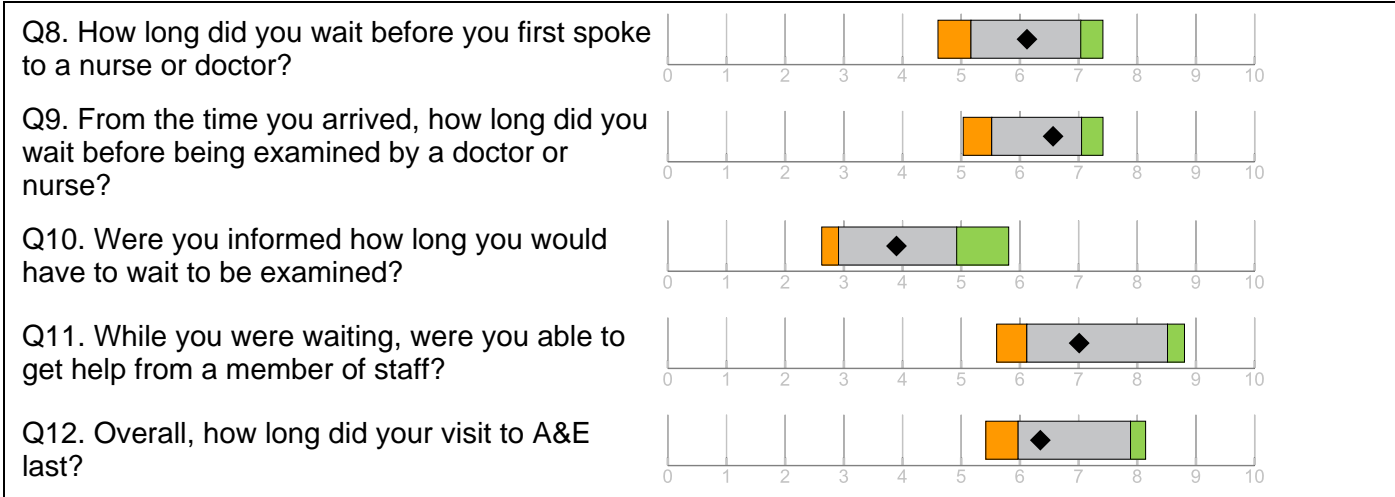 Q8. How long did you wait before you first spoke
to a nurse or doctor?
0 1 2 3 4 5 6 7 8 9 10
Q9. From the time you arrived, how long did you
wait before being examined by a doctor or
nurse?
0 1 2 3 4 5 6 7 8 9 10
Q10. Were you informed how long you would
have to wait to be examined?
0 1 2 3 4 5 6 7 8 9 10
Q11. While you were waiting, were you able to
get help from a member of staff?
0 1 2 3 4 5 6 7 8 9 10
Q12. Overall, how long did your visit to A&E
last?
0 1 2 3 4 5 6 7 8 9 10